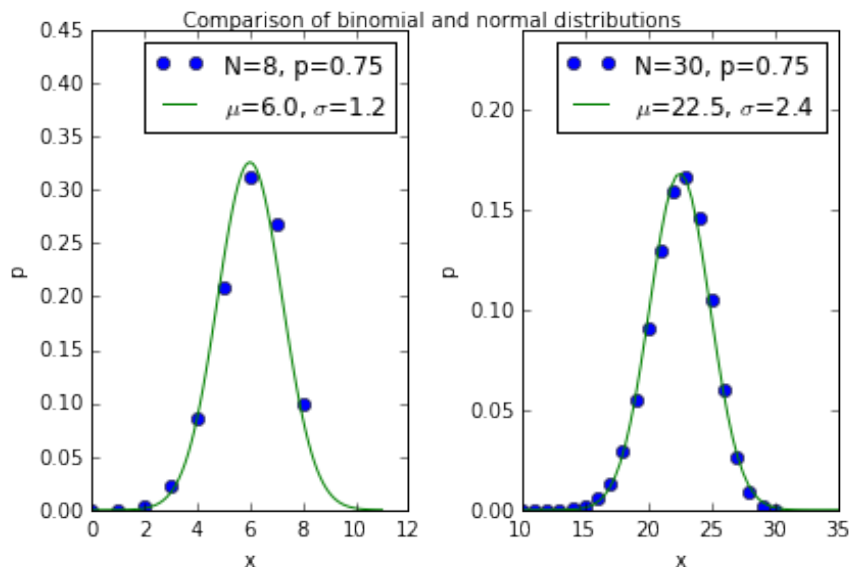 Comparison of binomial and normal distributions
0.45
0.40
0.35
0.30
0.25
0.20
0.15
0.10
0.05
0.00
p
N=8, p=0.75
μ=6.0, σ=1.2
0 2 4 6 8 10 12
x
0.20
0.15
0.10
0.05
0.00
p
N=30, p=0.75
μ=22.5, σ=2.4
10 15 20 25 30 35
x